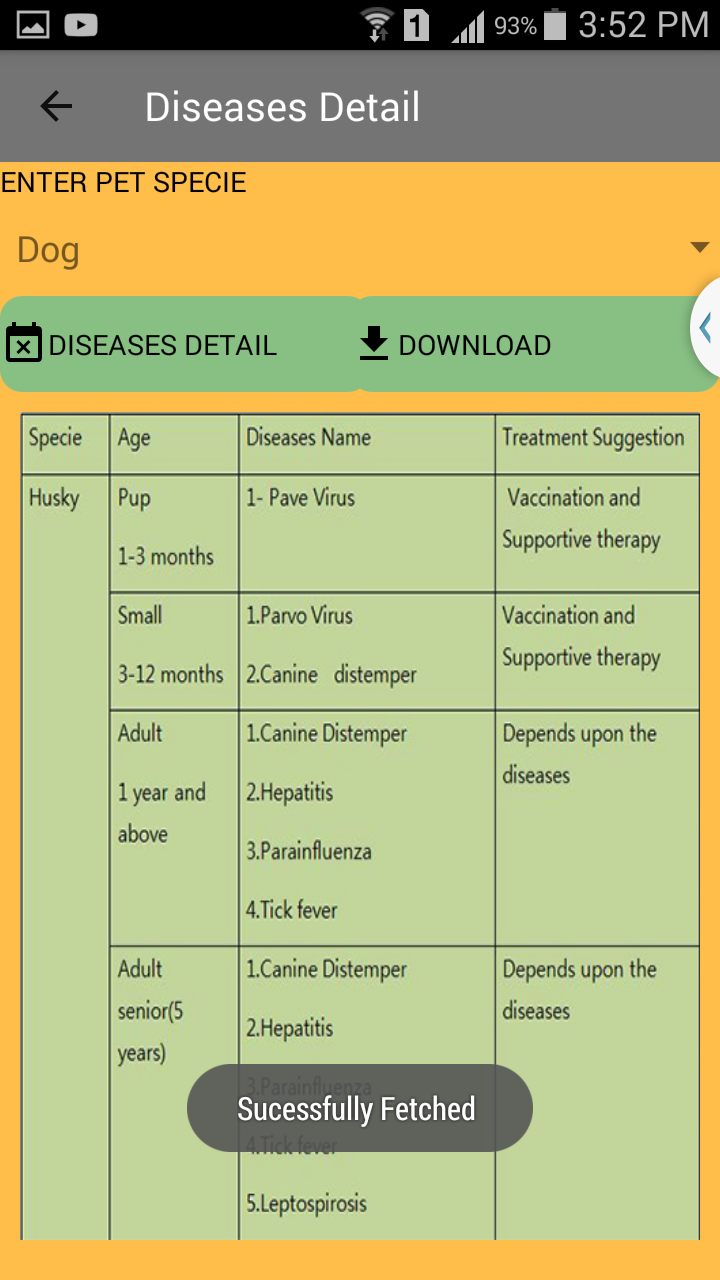 1 93% 3:52 PM
Diseases Detail
ENTER PET SPECIE
Dog
DISEASES DETAIL DOWNLOAD
Specie Age Diseases Name Treatment Suggestion
Husky Pup 1- Pave Virus Vaccination and
Supportive therapy
1-3 months
Small 1.Parvo Virus Vaccination and
Supportive therapy
3-12 months 2.Canine distemper
Adult 1.Canine Distemper Depends upon the
diseases
1 year and 2.Hepatitis
above
3.Parainfluenza
4.Tick fever
Adult 1.Canine Distemper Depends upon the
senior(5 diseases
2.Hepatitis
years)
3.Parainfluenza
Sucessfully Fetched
4.Tick fever
5.Leptospirosis